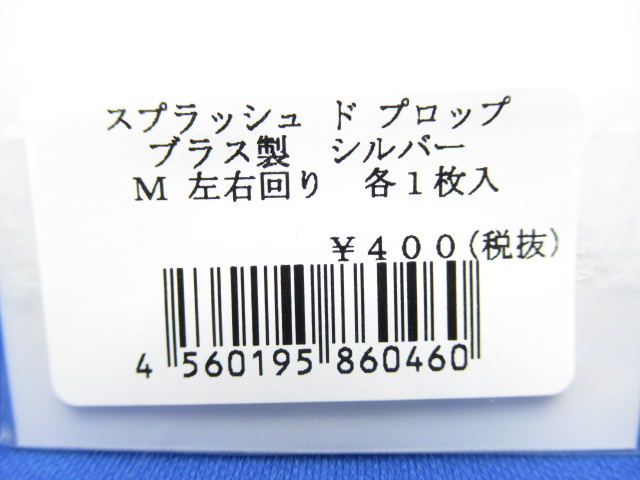 スプラッシュ ド プロップ
ブラス製　シルバー
Ｍ 左右回り　各１枚入
￥４００(税抜)
4 560195 860460